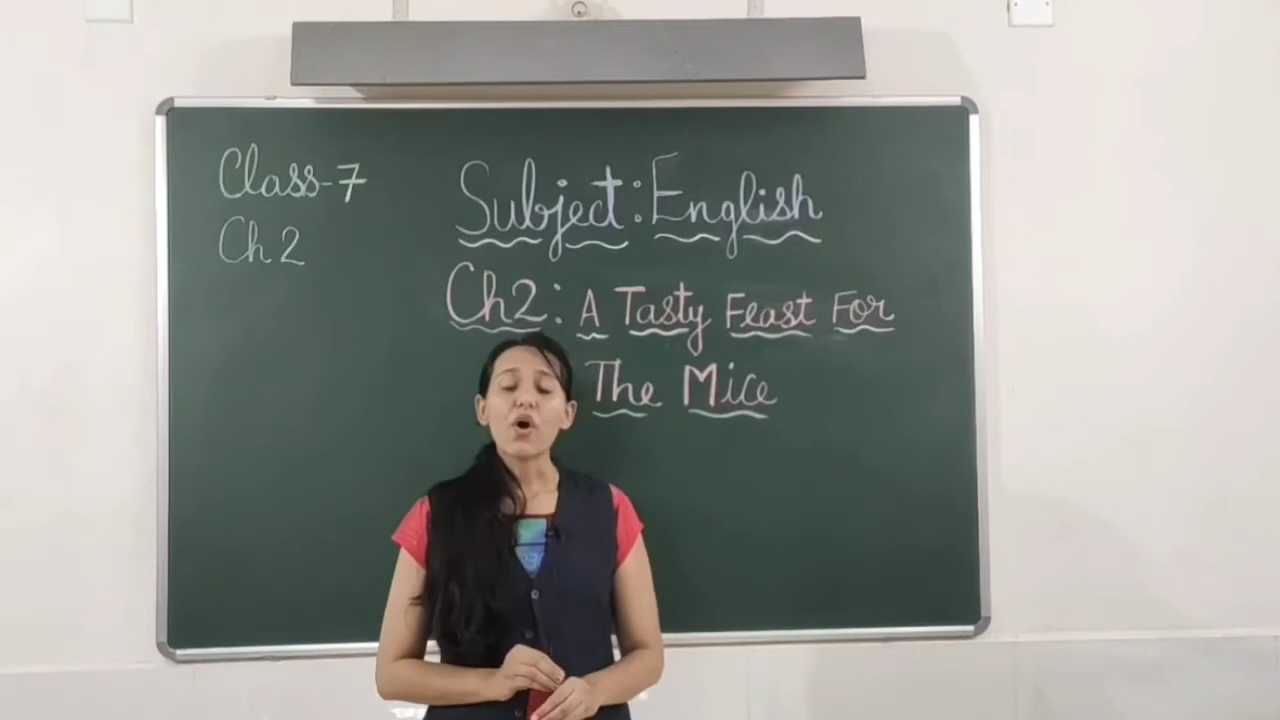 Class-7
Ch 2
Subject: English
Ch2: A Tasty Feast For
The Mice